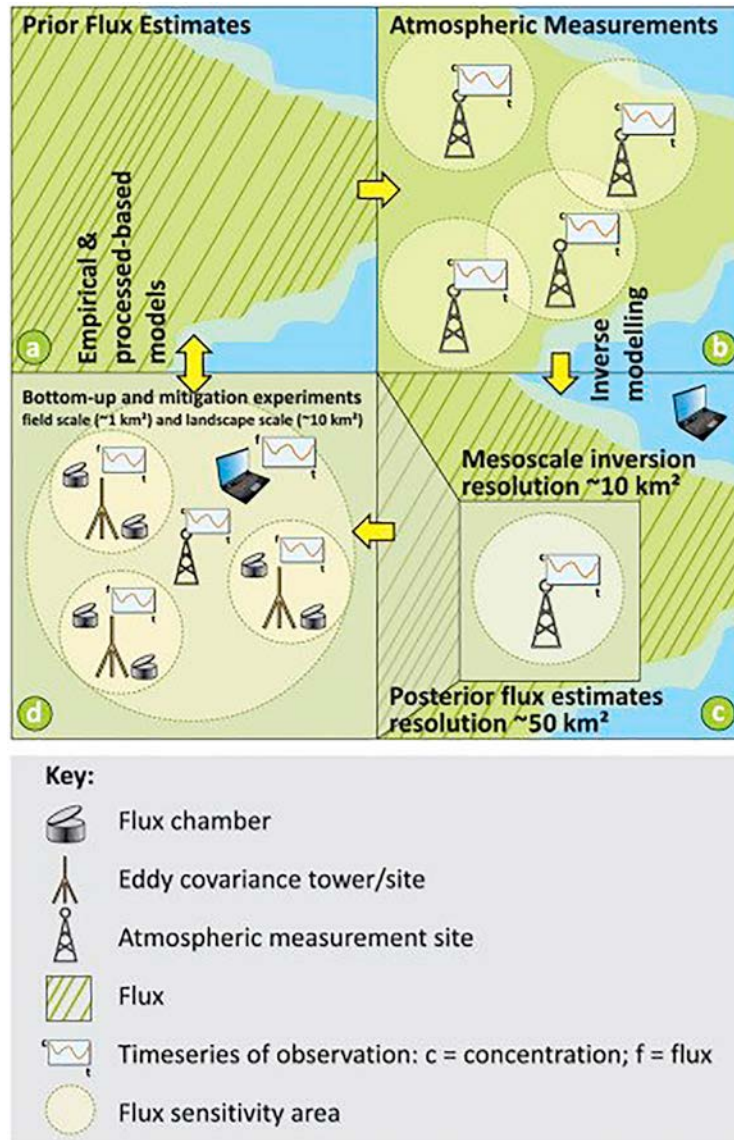 Prior Flux Estimates
Empirical &
processed-based
models
a
Atmospheric Measurements
c
t
c
t
c
t
c
t
Inverse
modelling
b
Bottom-up and mitigation experiments
field scale (~1 km²) and landscape scale (~10 km²)
f
t
f
t
c
t
f
t
f
t
d
Mesoscale inversion
resolution ~10 km²
c
t
Posterior flux estimates
resolution ~50 km²
c
Key:
Flux chamber
Eddy covariance tower/site
Atmospheric measurement site
Flux
c
t
Timeseries of observation: c = concentration; f = flux
Flux sensitivity area